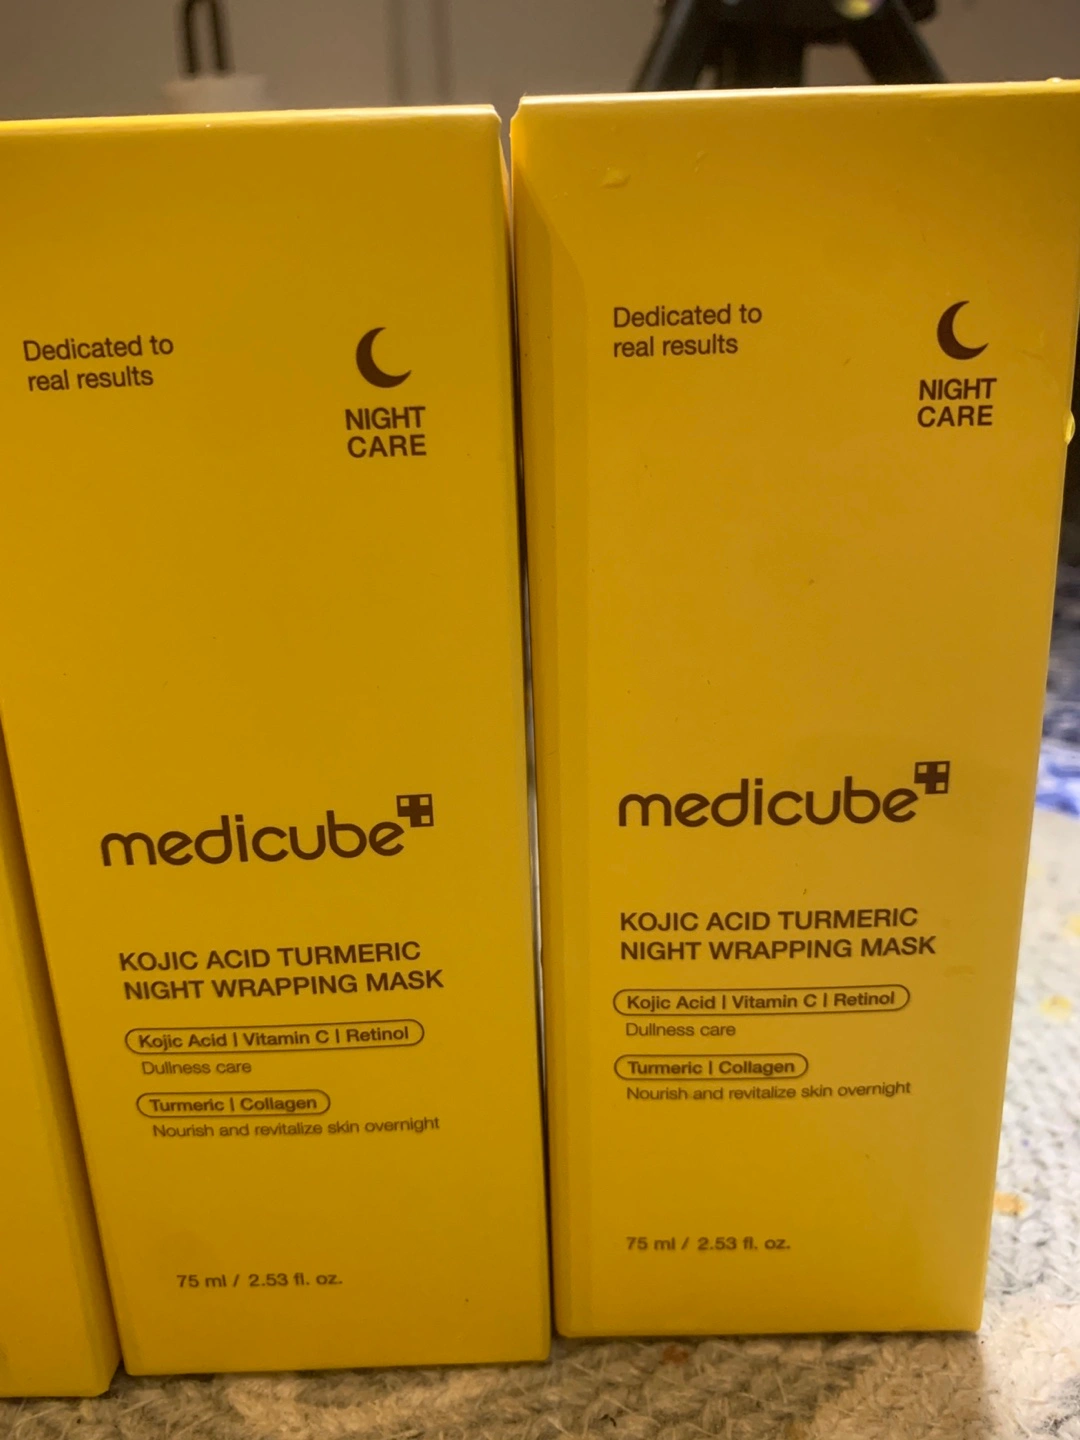 Dedicated to
real results
NIGHT
CARE
medicube
KOJIC ACID TURMERIC
NIGHT WRAPPING MASK
Kojic Acid | Vitamin C | Retinol
Dullness care
Turmeric | Collagen
Nourish and revitalize skin overnight
75 ml / 2.53 fl. oz.
Dedicated to
real results
NIGHT
CARE
medicube
KOJIC ACID TURMERIC
NIGHT WRAPPING MASK
Kojic Acid | Vitamin C | Retinol
Dullness care
Turmeric | Collagen
Nourish and revitalize skin overnight
75 ml / 2.53 fl. oz.